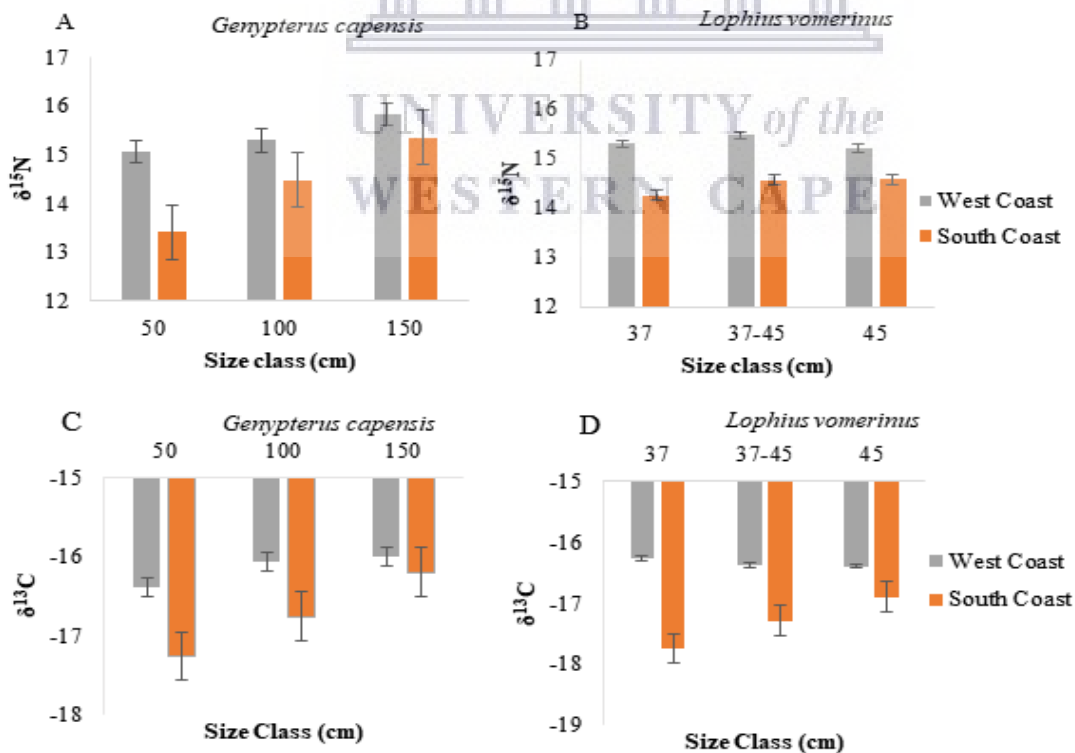 A
Genypterus capensis
17
16
15
14
13
12
δ¹⁵N
50 100 150
Size class (cm)
B
Lophius vomerinus
17
16
15
14
13
12
δ¹⁵N
37 37-45 45
Size class (cm)
West Coast
South Coast
UNIVERSITY of the
WESTERN CAPE
C
Genypterus capensis
50 100 150
-15
-16
-17
-18
δ¹³C
Size Class (cm)
D
Lophius vomerinus
37 37-45 45
-15
-16
-17
-18
-19
δ¹³C
Size Class (cm)
West Coast
South Coast